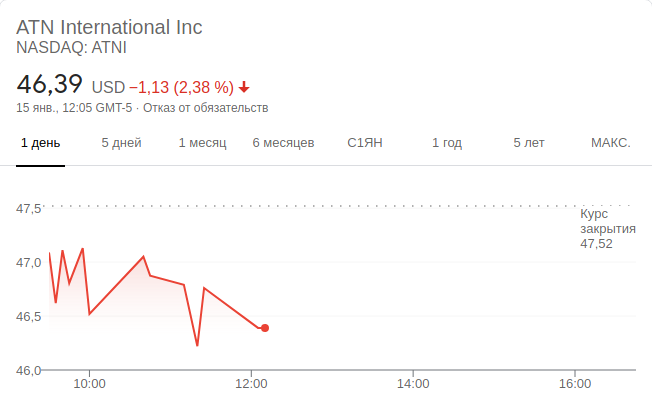 ATN International Inc
NASDAQ: ATNI
46,39 USD −1,13 (2,38 %)
15 янв., 12:05 GMT-5 · Отказ от обязательств
1 день 5 дней 1 месяц 6 месяцев С1ЯН 1 год 5 лет МАКС.
47,5
Курс
закрытия
47,52
47,0
46,5
46,0
10:00 12:00 14:00 16:00